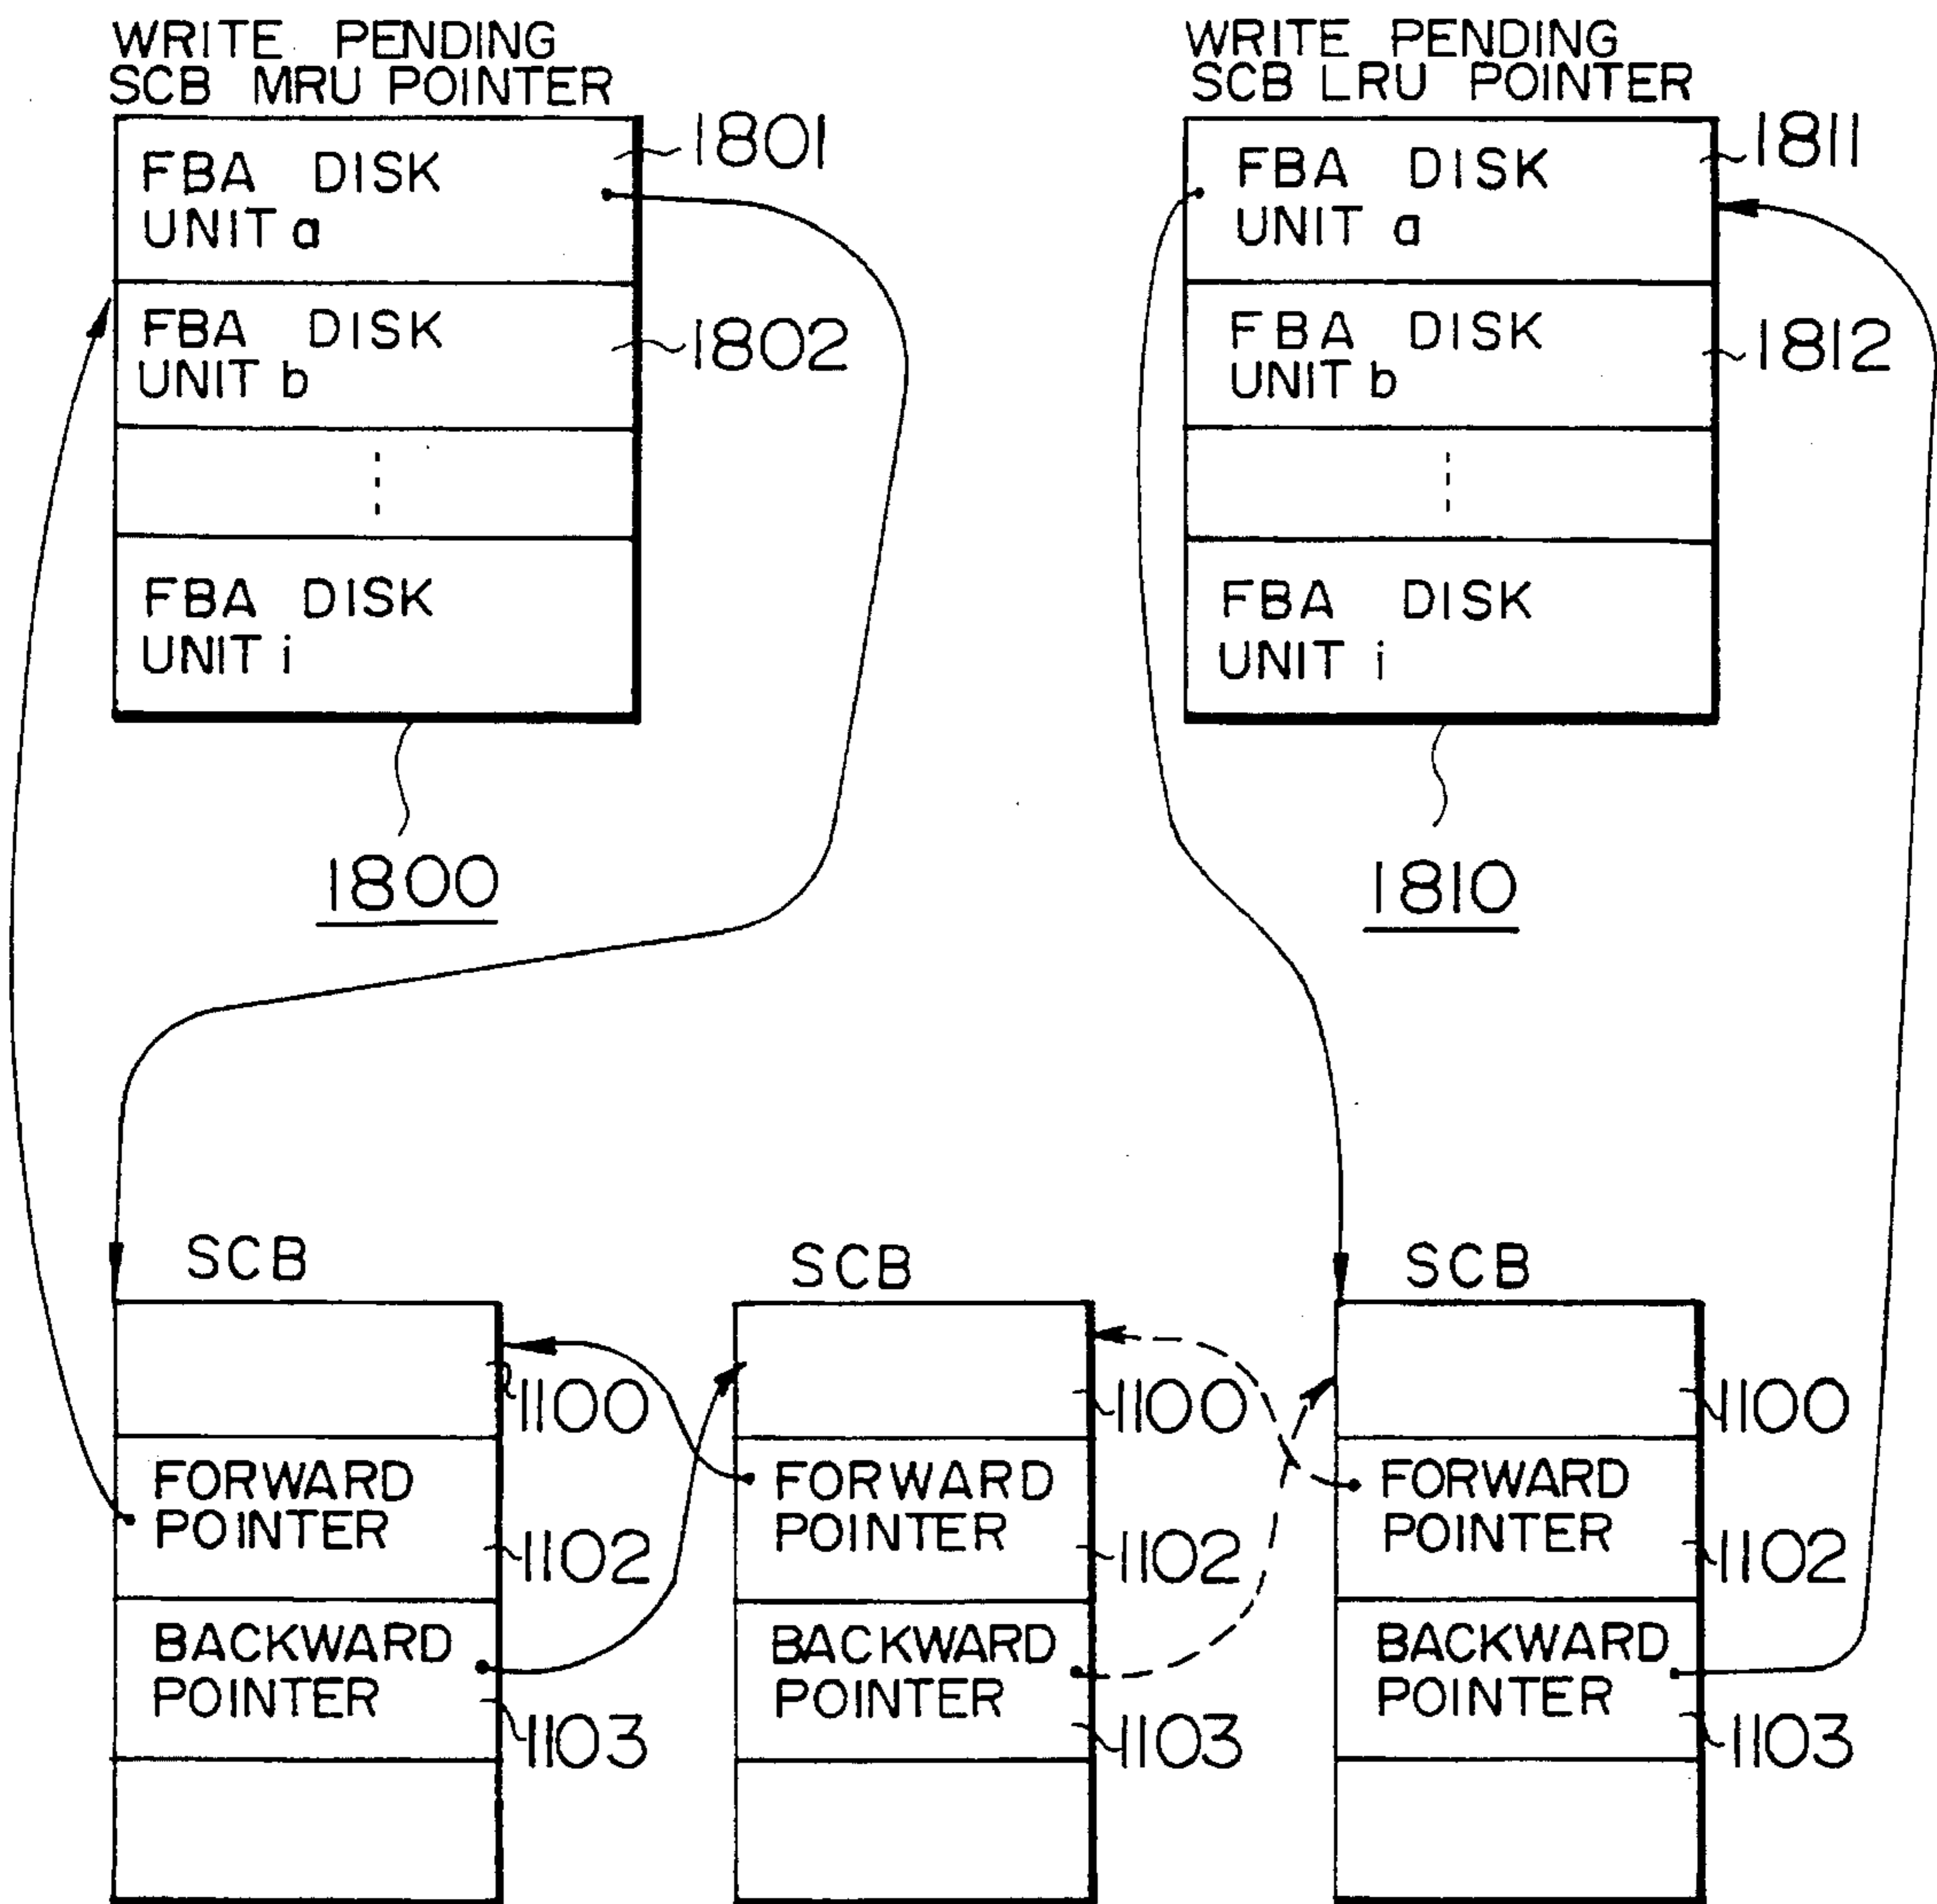 WRITE PENDING
SCB MRU POINTER
FBA DISK
UNIT a
1801
FBA DISK
UNIT b
1802
FBA DISK
UNIT i
1800
WRITE PENDING
SCB LRU POINTER
FBA DISK
UNIT a
1811
FBA DISK
UNIT b
1812
FBA DISK
UNIT i
1810
SCB
1100
FORWARD
POINTER
1102
BACKWARD
POINTER
1103
SCB
1100
FORWARD
POINTER
1102
BACKWARD
POINTER
1103
SCB
1100
FORWARD
POINTER
1102
BACKWARD
POINTER
1103